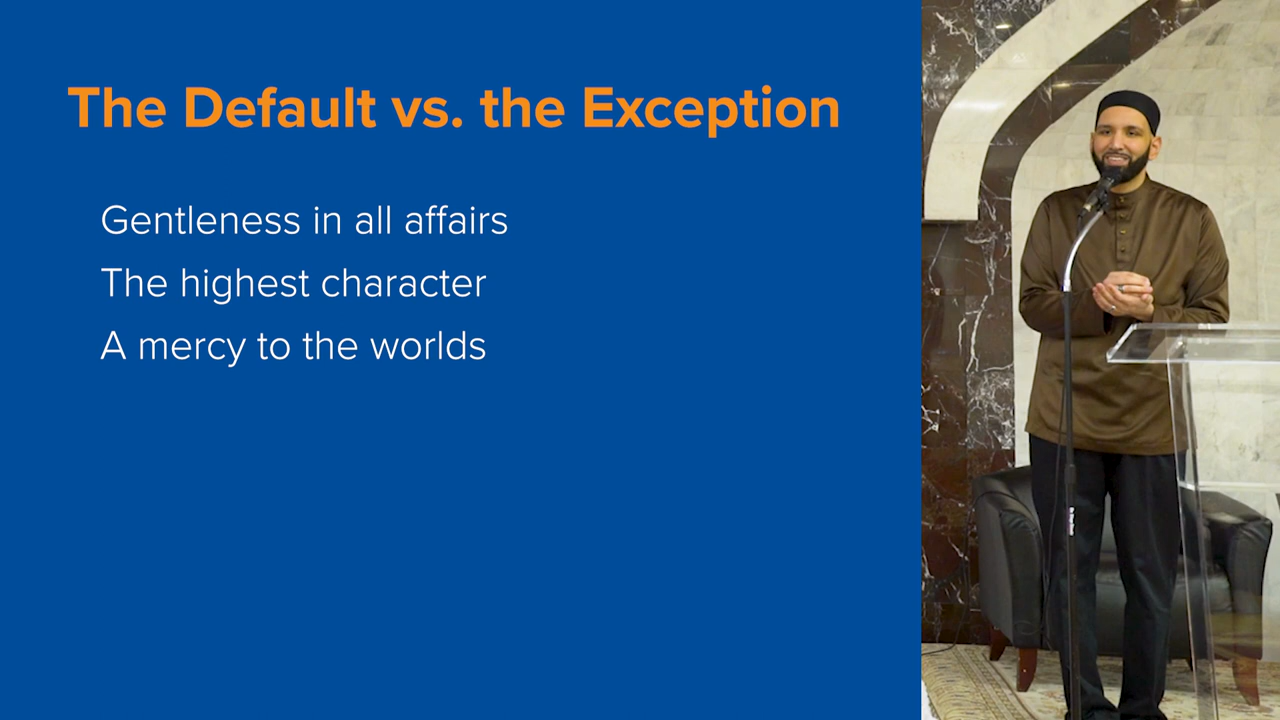 The Default vs. the Exception
Gentleness in all affairs
The highest character
A mercy to the worlds